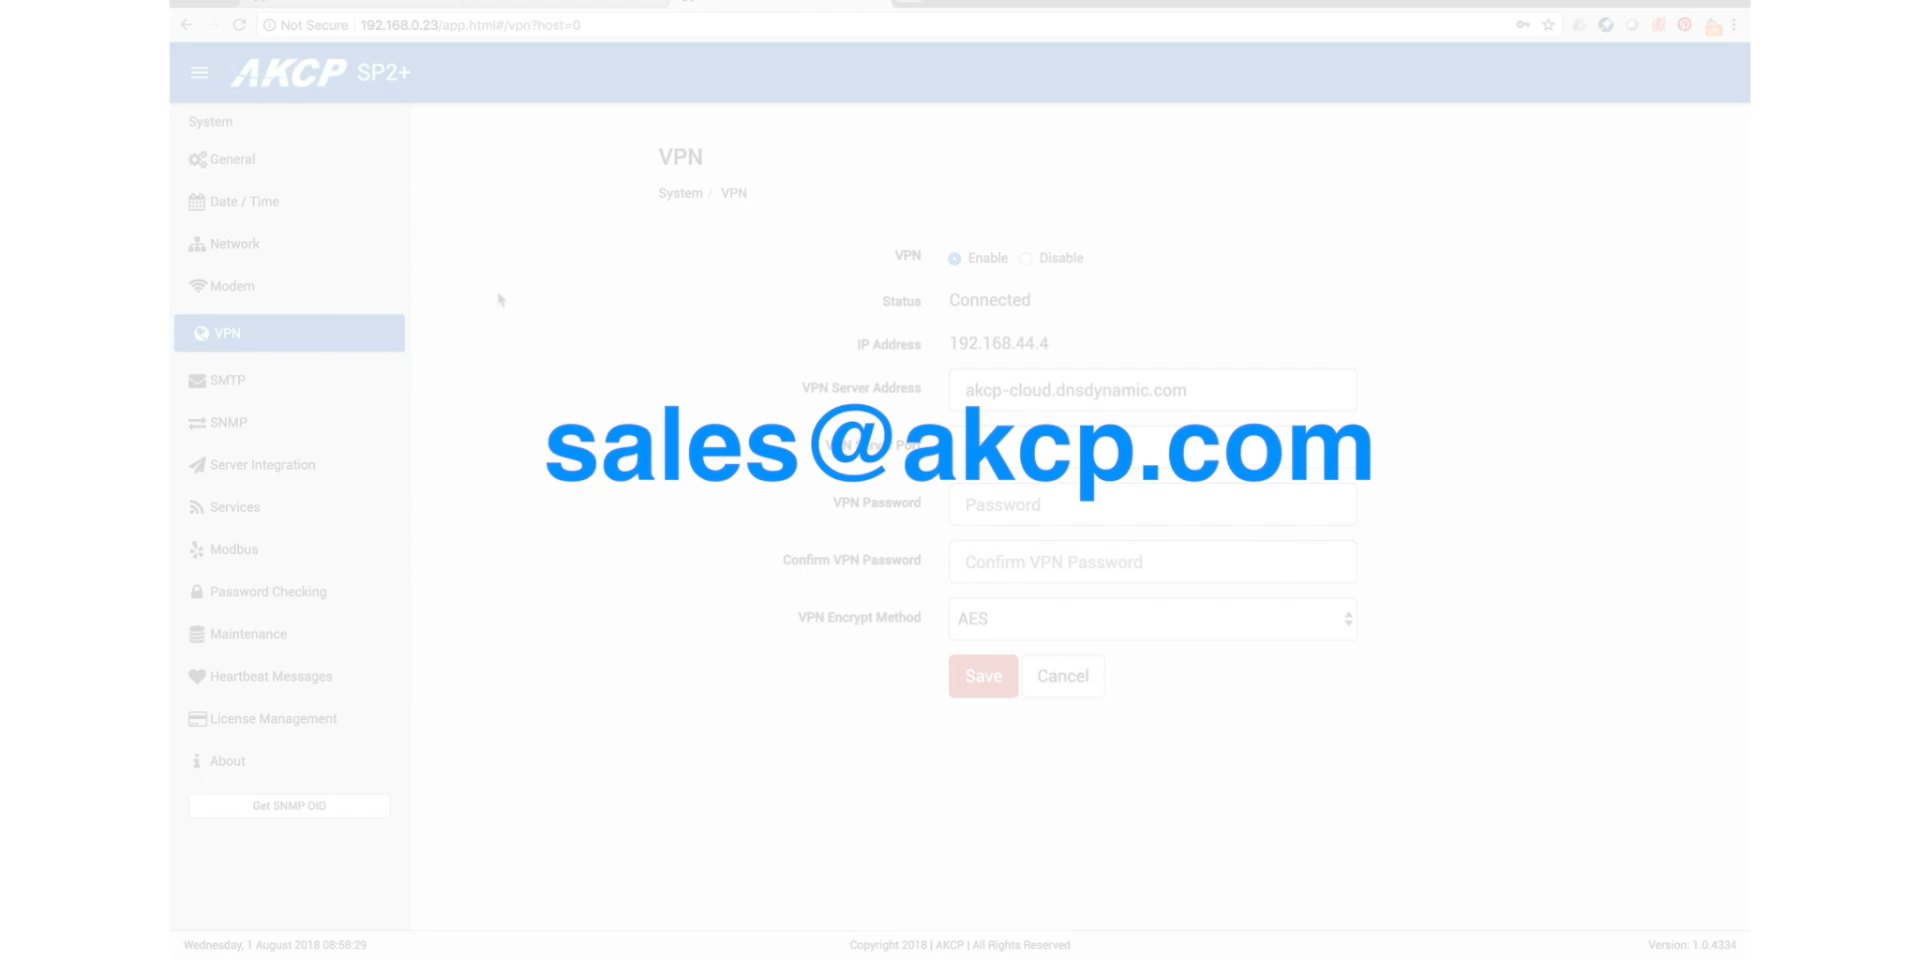 Not Secure 192.168.0.23/app.html#/vpn?host=0
AKCP SP2+
System
General
Date / Time
Network
Modem
VPN
SMTP
SNMP
Server Integration
Services
Modbus
Password Checking
Maintenance
Heartbeat Messages
License Management
About
Get SNMP OID
VPN
System / VPN
VPN Enable Disable
Status Connected
IP Address 192.168.44.4
VPN Server Address akcp-cloud.dnsdynamic.com
sales@akcp.com
VPN Server Port
VPN Password Password
Confirm VPN Password Confirm VPN Password
VPN Encrypt Method AES
Save Cancel
Wednesday, 1 August 2018 08:58:29 Copyright 2018 | AKCP | All Rights Reserved Version: 1.0.4334